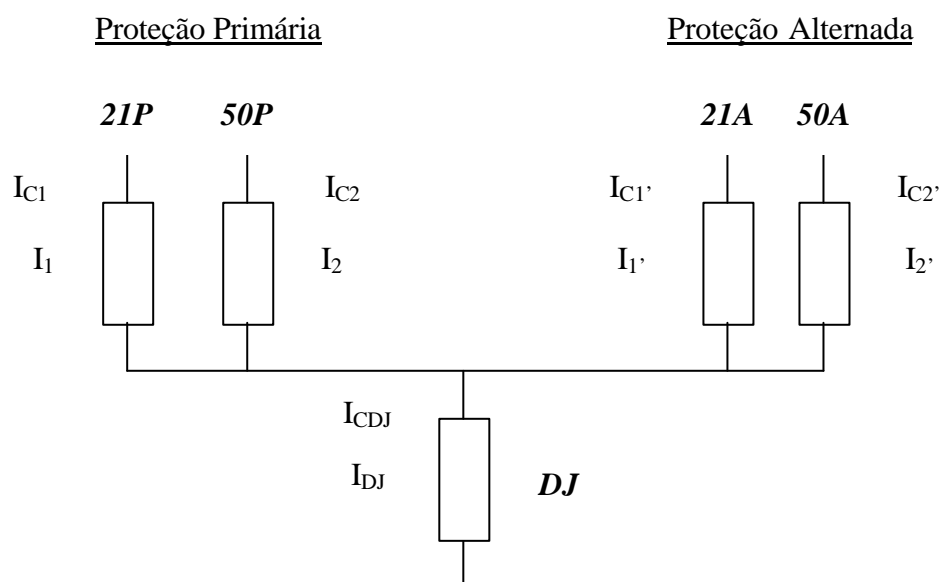 Proteção Primária Proteção Alternada
21P 50P 21A 50A
IC1 IC2 IC1’ IC2’
I1 I2 I1’ I2’
ICDJ
IDJ DJ